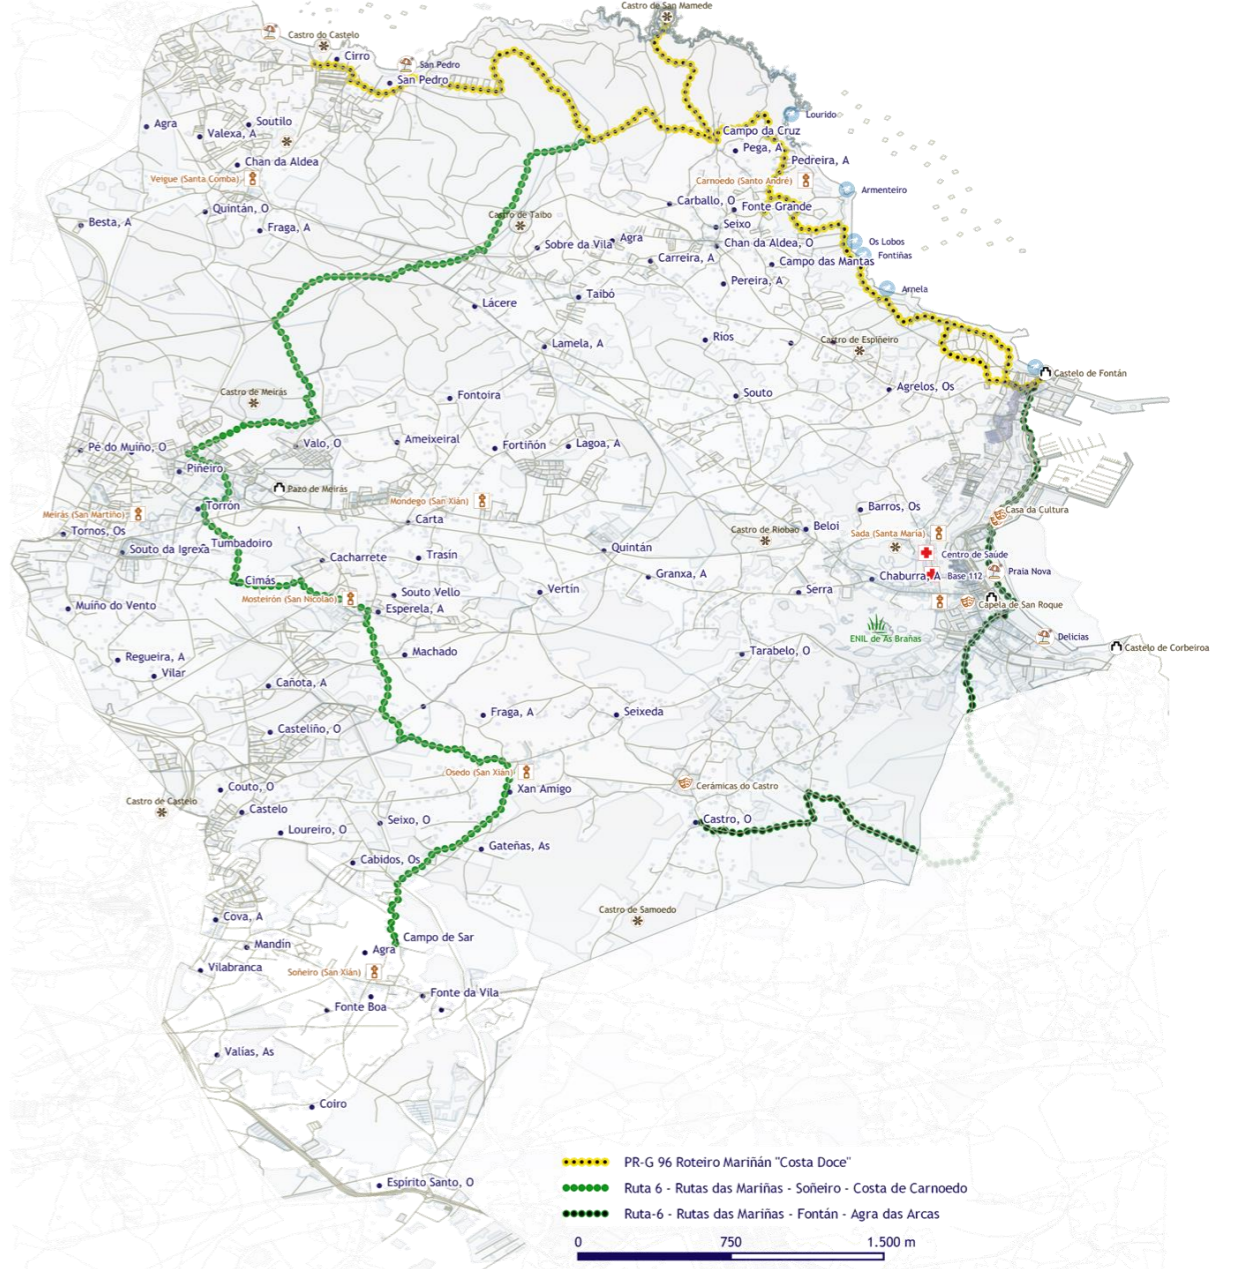 Castro de San Mamede
Castro do Castelo
Cirro
San Pedro
San Pedro
Lourido
Agra
Soutilo
Valexa, A
Campo da Cruz
Pega, A
Pedreira, A
Chan da Aldea
Veigue (Santa Comba)
Carnoedo (Santo André)
Armenteiro
Carballo, O
Fonte Grande
Quintán, O
Castro de Taibo
Besta, A
Fraga, A
Seixo
Agra
Sobre da Vila
Chan da Aldea, O
Os Lobos
Fontiñas
Carreira, A
Campo das Mantas
Pereira, A
Arnela
Taibó
Lácere
Ríos
Castro de Espiñeiro
Lamela, A
Castelo de Fontán
Agrelos, Os
Castro de Meirás
Fontoira
Souto
Pé do Muíño, O
Valo, O
Ameixeiral
Fortiñón
Lagoa, A
Piñeiro
Pazo de Meirás
Mondego (San Xián)
Torrón
Meirás (San Martiño)
Barros, Os
Casa da Cultura
Carta
Beloi
Castro de Riobao
Sada (Santa María)
Tornos, Os
Souto da Igrexa
Tumbadoiro
Quintán
Centro de Saúde
Cacharrete
Trasín
Granxa, A
Chaburra, A
Base 112
Praia Nova
Cimás
Mosteirón (San Nicolao)
Souto Vello
Vertín
Serra
Muíño do Vento
Esperela, A
Capela de San Roque
ENIL de As Brañas
Delicias
Castelo de Corbeiroa
Machado
Tarabelo, O
Regueira, A
Vilar
Cañota, A
Fraga, A
Seixeda
Casteliño, O
Osedo (San Xián)
Couto, O
Xan Amigo
Cerámicas do Castro
Castro de Castelo
Castelo
Seixo, O
Castro, O
Loureiro, O
Gateñas, As
Cabidos, Os
Castro de Samoedo
Cova, A
Campo de Sar
Mandín
Agra
Vilabranca
Soñeiro (San Xián)
Fonte da Vila
Fonte Boa
Valías, As
Coiro
Espírito Santo, O
PR-G 96 Roteiro Mariñán "Costa Doce"
Ruta 6 - Rutas das Mariñas - Soñeiro - Costa de Carnoedo
Ruta-6 - Rutas das Mariñas - Fontán - Agra das Arcas
0 750 1.500 m